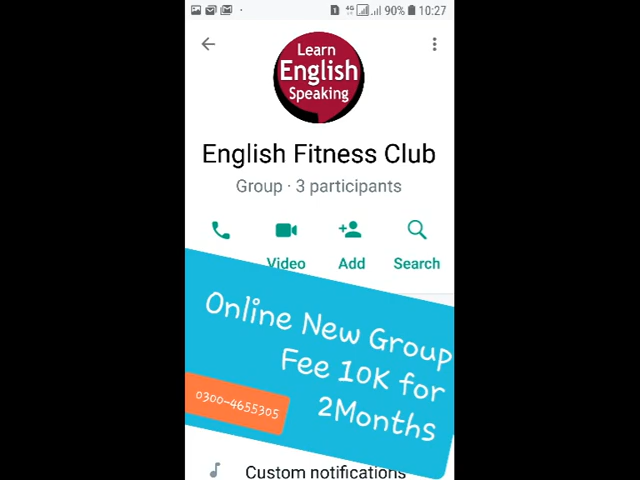 90% 10:27
Learn
English
Speaking
English Fitness Club
Group · 3 participants
Video Add Search
Online New Group
Fee 10K for
2Months
0300-4655305
Custom notifications